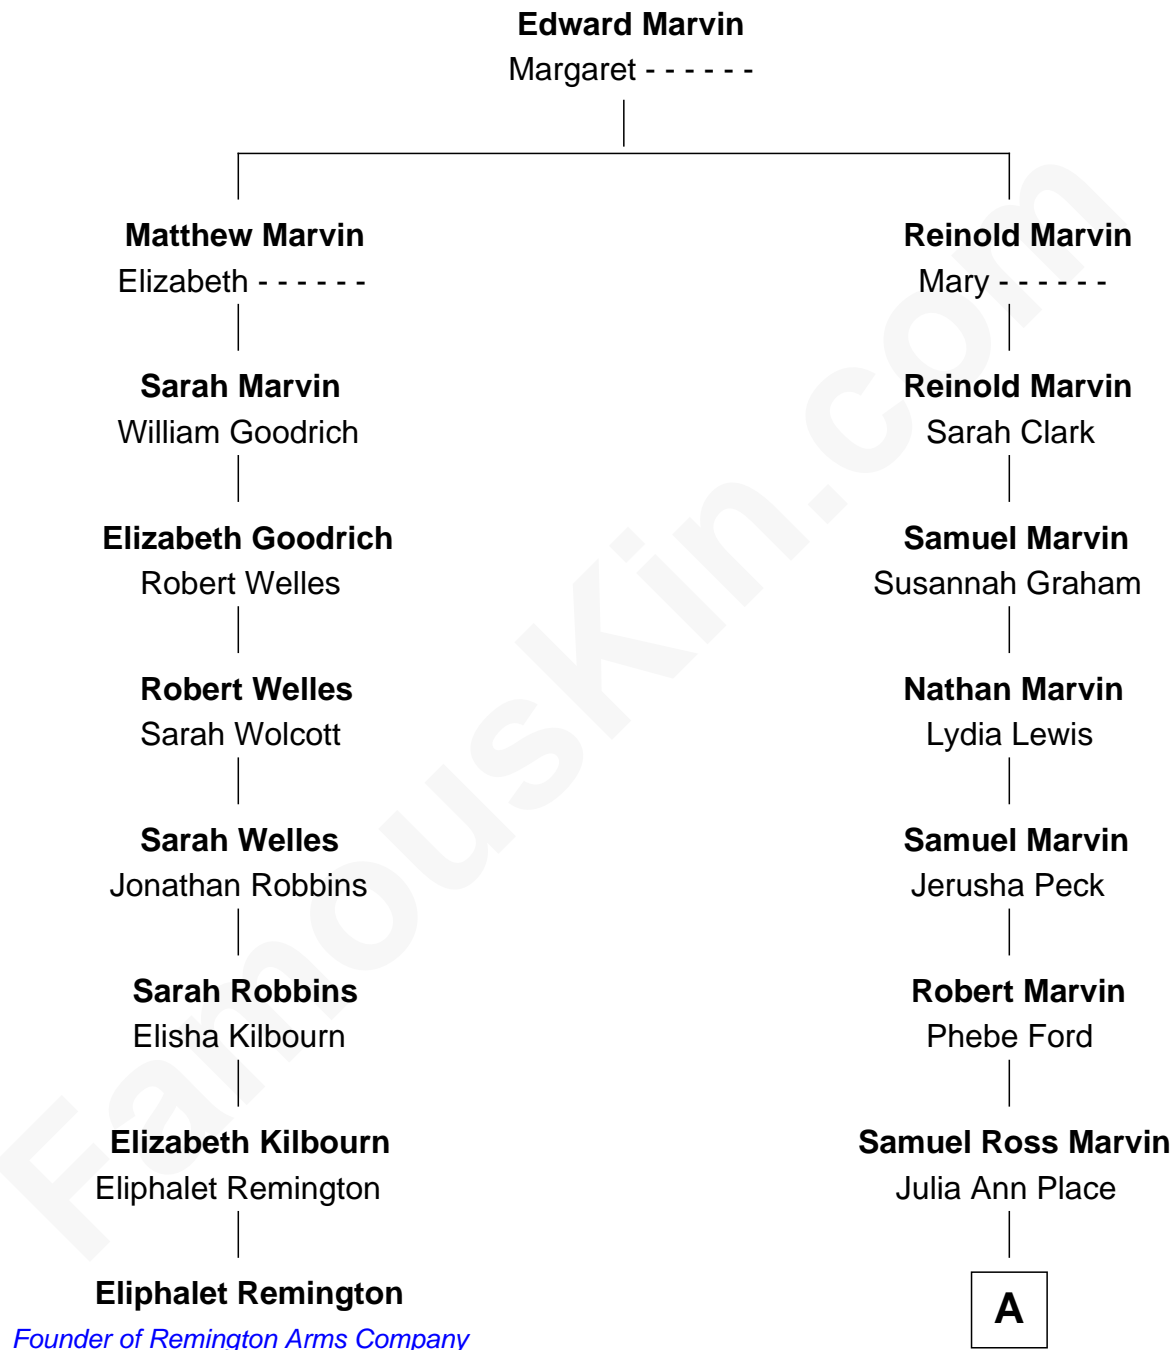 Edward Marvin
Margaret - - - - - -
Matthew Marvin
Elizabeth - - - - - -
Sarah Marvin
William Goodrich
Elizabeth Goodrich
Robert Welles
Robert Welles
Sarah Wolcott
Sarah Welles
Jonathan Robbins
Sarah Robbins
Elisha Kilbourn
Elizabeth Kilbourn
Eliphalet Remington
Eliphalet Remington
Founder of Remington Arms Company
Reinold Marvin
Mary - - - - - -
Reinold Marvin
Sarah Clark
Samuel Marvin
Susannah Graham
Nathan Marvin
Lydia Lewis
Samuel Marvin
Jerusha Peck
Robert Marvin
Phebe Ford
Samuel Ross Marvin
Julia Ann Place
A
FamousKin.com